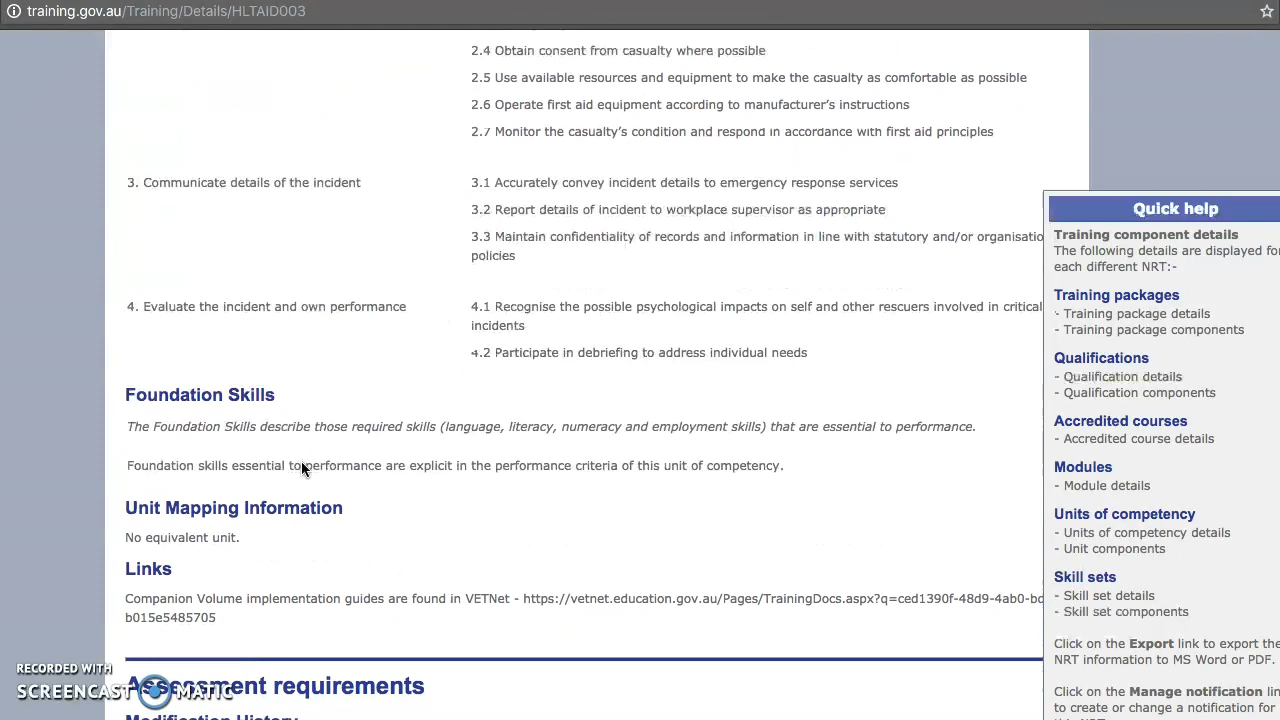 training.gov.au/Training/Details/HLTAID003
2.4 Obtain consent from casualty where possible
2.5 Use available resources and equipment to make the casualty as comfortable as possible
2.6 Operate first aid equipment according to manufacturer's instructions
2.7 Monitor the casualty's condition and respond in accordance with first aid principles
3. Communicate details of the incident
3.1 Accurately convey incident details to emergency response services
3.2 Report details of incident to workplace supervisor as appropriate
3.3 Maintain confidentiality of records and information in line with statutory and/or organisatio
policies
4. Evaluate the incident and own performance
4.1 Recognise the possible psychological impacts on self and other rescuers involved in critical
incidents
4.2 Participate in debriefing to address individual needs
Foundation Skills
The Foundation Skills describe those required skills (language, literacy, numeracy and employment skills) that are essential to performance.
Foundation skills essential to performance are explicit in the performance criteria of this unit of competency.
Unit Mapping Information
No equivalent unit.
Links
Companion Volume implementation guides are found in VETNet - https://vetnet.education.gov.au/Pages/TrainingDocs.aspx?q=ced1390f-48d9-4ab0-bd
b015e5485705
Assessment requirements
Modification History
Quick help
Training component details
The following details are displayed for
each different NRT:-
Training packages
- Training package details
- Training package components
Qualifications
- Qualification details
- Qualification components
Accredited courses
- Accredited course details
Modules
- Module details
Units of competency
- Units of competency details
- Unit components
Skill sets
- Skill set details
- Skill set components
Click on the Export link to export the
NRT information to MS Word or PDF.
Click on the Manage notification lin
to create or change a notification for
RECORDED WITH
SCREENCAST MATIC